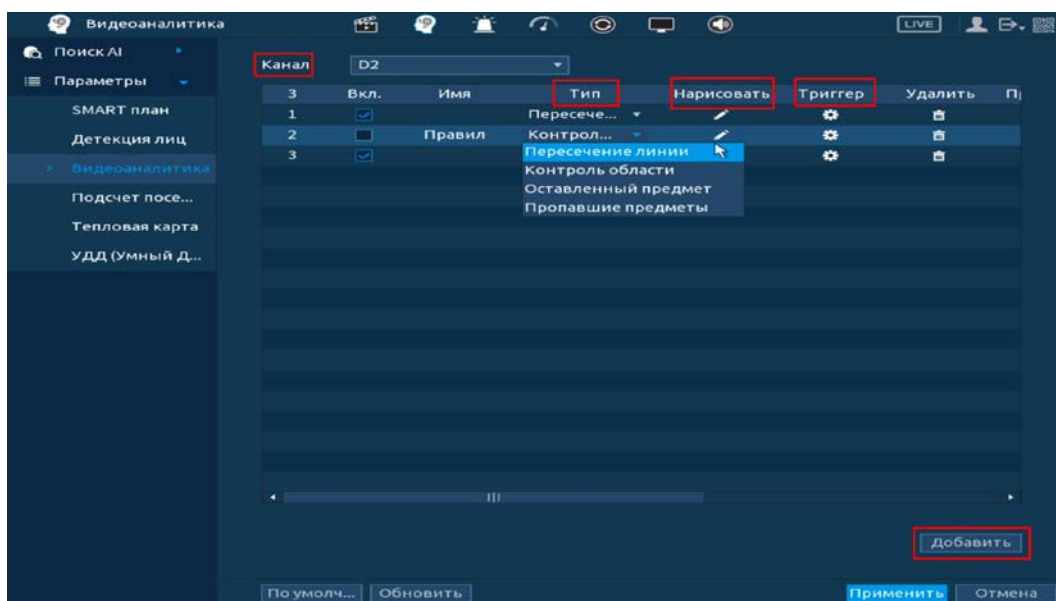 Видеоаналитика
LIVE
Поиск AI
Параметры
SMART план
Детекция лиц
Видеоаналитика
Подсчет посе...
Тепловая карта
УДД (Умный Д...
Канал D2
3 Вкл. Имя Тип Нарисовать Триггер Удалить
1 Пересече...
2 Правил Контрол...
3
Пересечение линии
Контроль области
Оставленный предмет
Пропавшие предметы
Добавить
По умолч... Обновить Применить Отмена